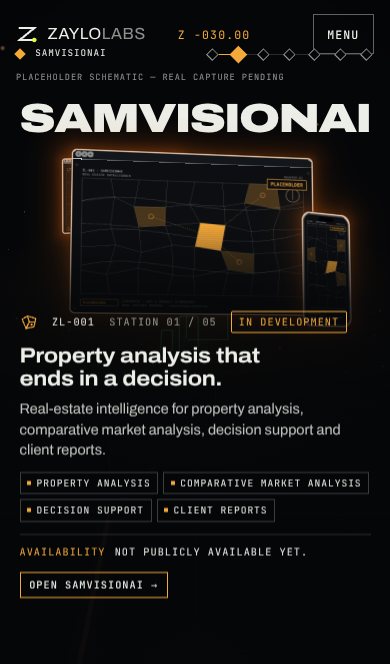 ZAYLOLABS
Z -030.00
MENU
SAMVISIONAI
PLACEHOLDER SCHEMATIC — REAL CAPTURE PENDING
SAMVISIONAI
PLACEHOLDER
ZL-001 STATION 01 / 05 IN DEVELOPMENT
Property analysis that
ends in a decision.
Real-estate intelligence for property analysis,
comparative market analysis, decision support and
client reports.
PROPERTY ANALYSIS
COMPARATIVE MARKET ANALYSIS
DECISION SUPPORT
CLIENT REPORTS
AVAILABILITY NOT PUBLICLY AVAILABLE YET.
OPEN SAMVISIONAI →